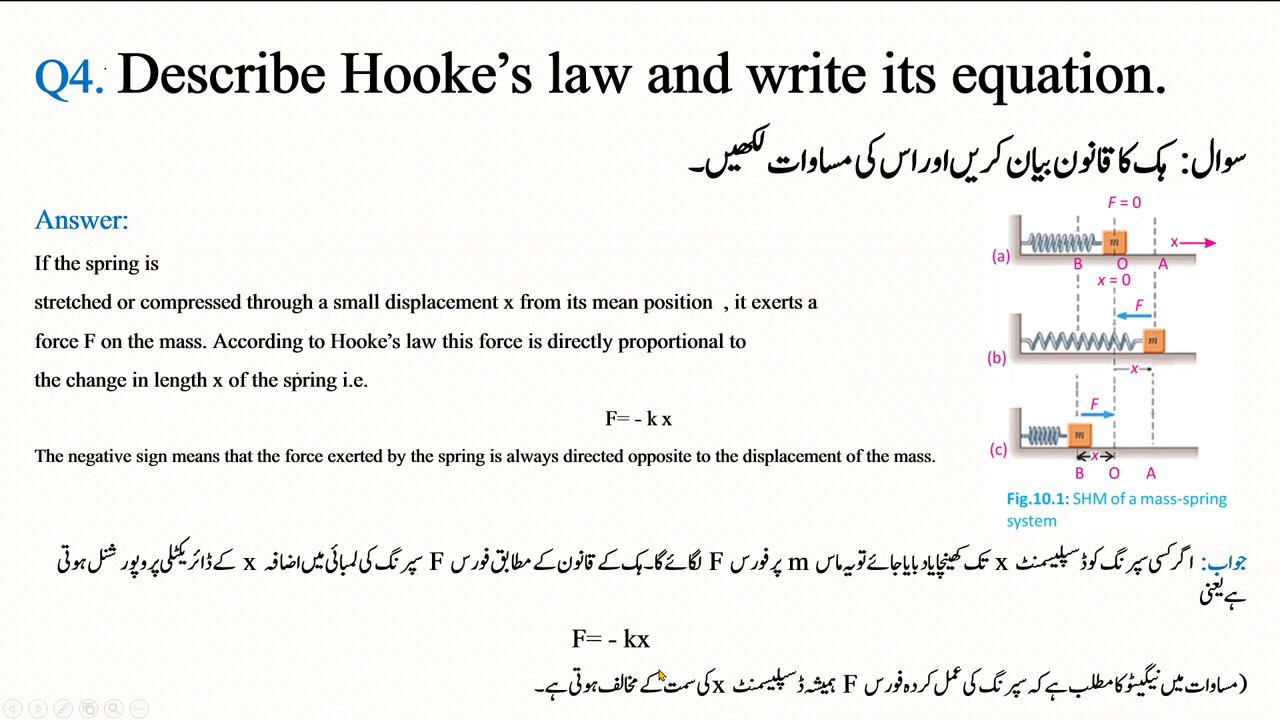 Q4. Describe Hooke’s law and write its equation.
سوال: ہک کا قانون بیان کریں اور اس کی مساوات لکھیں۔
Answer:
If the spring is
stretched or compressed through a small displacement x from its mean position , it exerts a
force F on the mass. According to Hooke’s law this force is directly proportional to
the change in length x of the spring i.e.
F= - k x
The negative sign means that the force exerted by the spring is always directed opposite to the displacement of the mass.
F = 0
m
x
(a)
B O A
x = 0
F
m
(b)
x
F
m
(c)
x
B O A
Fig.10.1: SHM of a mass-spring
system
جواب: اگر کسی سپرنگ کو ڈسپلیسمنٹ x تک کھینچا یا دبایا جائے تو یہ ماس m پر فورس F لگائے گا۔ ہک کے قانون کے مطابق فورس F سپرنگ کی لمبائی میں اضافہ x کے ڈائریکٹلی پروپورشنل ہوتی
ہے یعنی
F= - kx
(مساوات میں نیگیٹو کا مطلب ہے کہ سپرنگ کی عمل کردہ فورس F ہمیشہ ڈسپلیسمنٹ x کی سمت کے مخالف ہوتی ہے۔